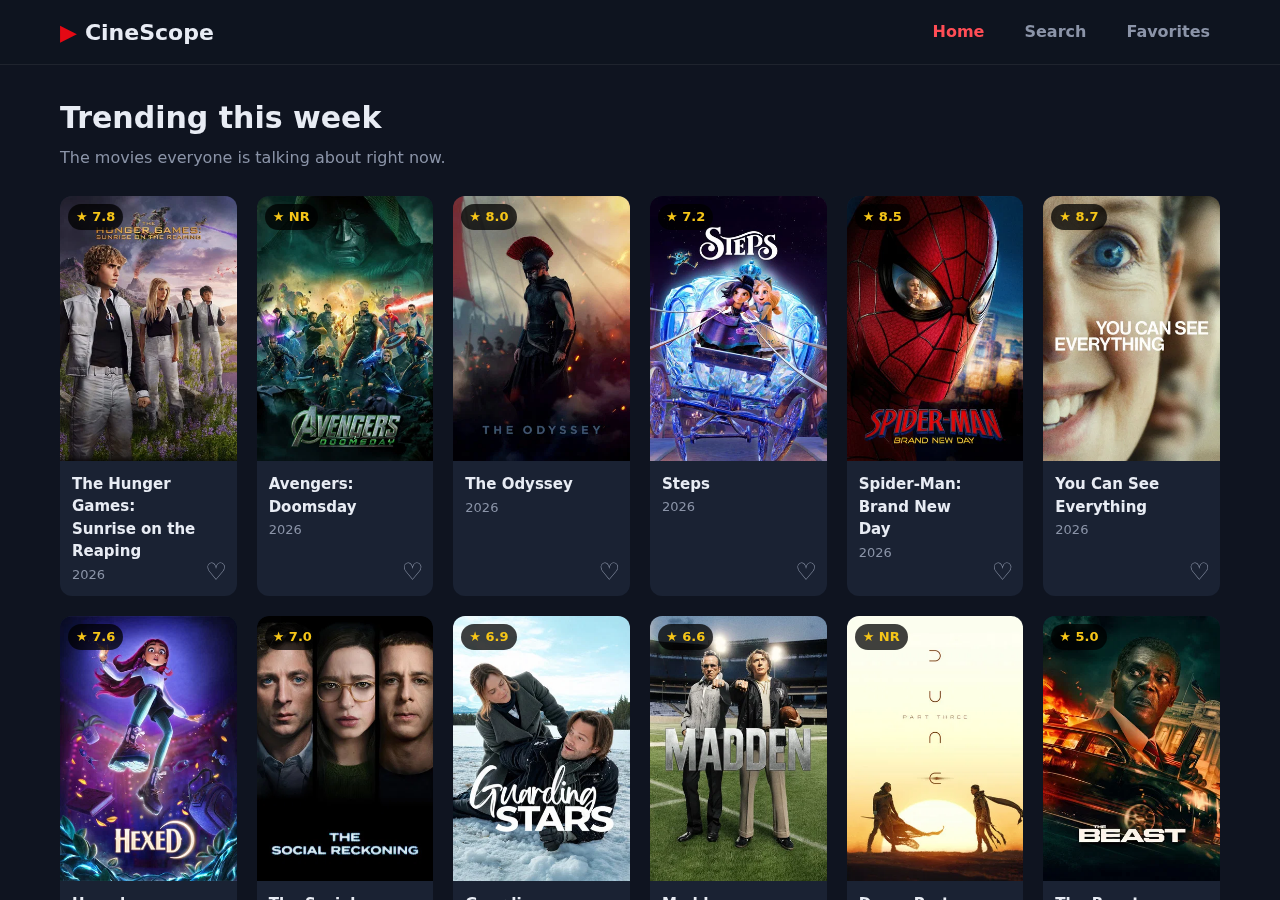 ▶ CineScope
Home
Search
Favorites
Trending this week
The movies everyone is talking about right now.
★ 7.8
HUNGER GAMES:
SUNRISE ON THE REAPING
★ NR
AVENGERS
DOOMSDAY
★ 8.0
THE ODYSSEY
★ 7.2
STEPS
★ 8.5
SPIDER-MAN
BRAND NEW DAY
★ 8.7
YOU CAN SEE
EVERYTHING
The Hunger
Games:
Sunrise on the
Reaping
2026
♡
Avengers:
Doomsday
2026
♡
The Odyssey
2026
♡
Steps
2026
♡
Spider-Man:
Brand New
Day
2026
♡
You Can See
Everything
2026
♡
★ 7.6
HEXED
★ 7.0
THE
SOCIAL RECKONING
★ 6.9
Guarding
STARS
★ 6.6
MADDEN
★ NR
DUNE
PART THREE
★ 5.0
THE
BEAST